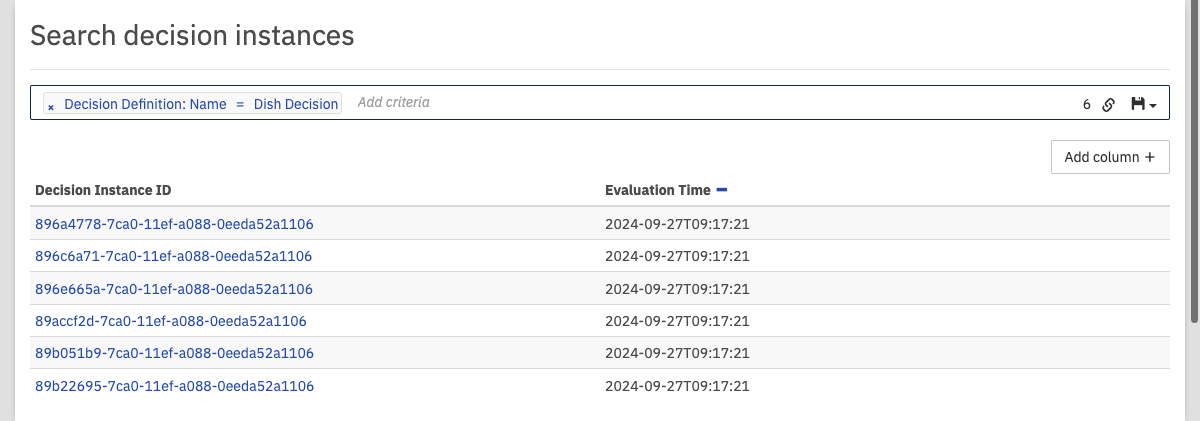 Search decision instances
× Decision Definition: Name = Dish Decision Add criteria 6
Add column +
Decision Instance ID Evaluation Time
896a4778-7ca0-11ef-a088-0eeda52a1106 2024-09-27T09:17:21
896c6a71-7ca0-11ef-a088-0eeda52a1106 2024-09-27T09:17:21
896e665a-7ca0-11ef-a088-0eeda52a1106 2024-09-27T09:17:21
89accf2d-7ca0-11ef-a088-0eeda52a1106 2024-09-27T09:17:21
89b051b9-7ca0-11ef-a088-0eeda52a1106 2024-09-27T09:17:21
89b22695-7ca0-11ef-a088-0eeda52a1106 2024-09-27T09:17:21